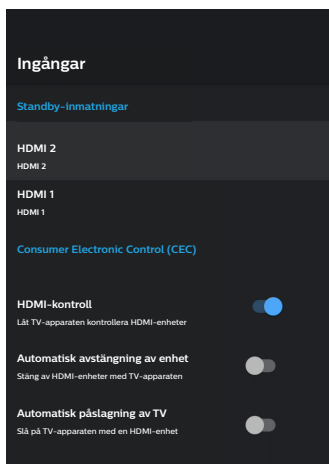 Ingångar
Standby-inmatningar
HDMI 2
HDMI 2
HDMI 1
HDMI 1
Consumer Electronic Control (CEC)
HDMI-kontroll
Låt TV-apparaten kontrollera HDMI-enheter
Automatisk avstängning av enhet
Stäng av HDMI-enheter med TV-apparaten
Automatisk påslagning av TV
Slå på TV-apparaten med en HDMI-enhet